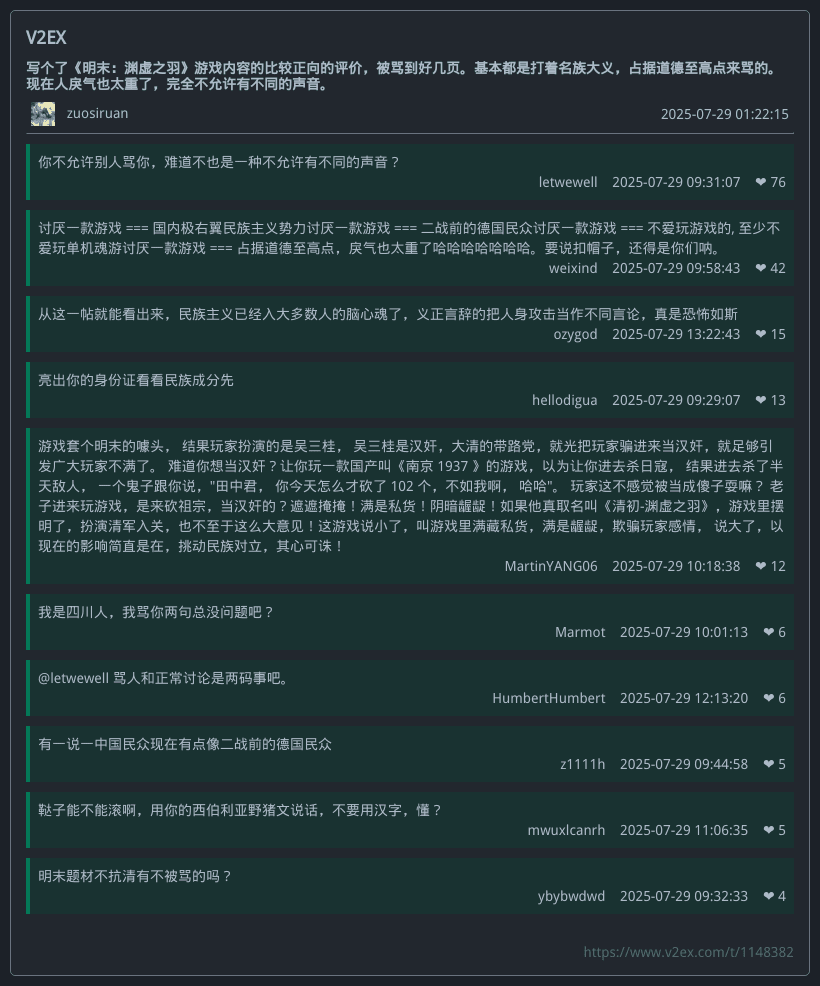 V2EX
写个了《明末：渊虚之羽》游戏内容的比较正向的评价，被骂到好几页。基本都是打着名族大义，占据道德至高点来骂的。
现在人戾气也太重了，完全不允许有不同的声音。
zuosiruan 2025-07-29 01:22:15
你不允许别人骂你，难道不也是一种不允许有不同的声音？
letwewell 2025-07-29 09:31:07 ❤ 76
讨厌一款游戏 === 国内极右翼民族主义势力讨厌一款游戏 === 二战前的德国民众讨厌一款游戏 === 不爱玩游戏的, 至少不
爱玩单机魂游讨厌一款游戏 === 占据道德至高点，戾气也太重了哈哈哈哈哈哈哈。要说扣帽子，还得是你们呐。
weixind 2025-07-29 09:58:43 ❤ 42
从这一帖就能看出来，民族主义已经入大多数人的脑心魂了，义正言辞的把人身攻击当作不同言论，真是恐怖如斯
ozygod 2025-07-29 13:22:43 ❤ 15
亮出你的身份证看看民族成分先
hellodigua 2025-07-29 09:29:07 ❤ 13
游戏套个明末的噱头， 结果玩家扮演的是吴三桂， 吴三桂是汉奸，大清的带路党，就光把玩家骗进来当汉奸，就足够引
发广大玩家不满了。 难道你想当汉奸？让你玩一款国产叫《南京 1937 》的游戏，以为让你进去杀日寇， 结果进去杀了半
天敌人， 一个鬼子跟你说，"田中君， 你今天怎么才砍了 102 个，不如我啊， 哈哈"。 玩家这不感觉被当成傻子耍嘛？ 老
子进来玩游戏，是来砍祖宗，当汉奸的？遮遮掩掩！满是私货！阴暗龌龊！如果他真取名叫《清初-渊虚之羽》，游戏里摆
明了，扮演清军入关，也不至于这么大意见！这游戏说小了，叫游戏里满藏私货，满是龌龊，欺骗玩家感情， 说大了，以
现在的影响简直是在，挑动民族对立，其心可诛！
MartinYANG06 2025-07-29 10:18:38 ❤ 12
我是四川人，我骂你两句总没问题吧？
Marmot 2025-07-29 10:01:13 ❤ 6
@letwewell 骂人和正常讨论是两码事吧。
HumbertHumbert 2025-07-29 12:13:20 ❤ 6
有一说一中国民众现在有点像二战前的德国民众
z1111h 2025-07-29 09:44:58 ❤ 5
鞑子能不能滚啊，用你的西伯利亚野猪文说话，不要用汉字，懂？
mwuxlcanrh 2025-07-29 11:06:35 ❤ 5
明末题材不抗清有不被骂的吗？
ybybwdwd 2025-07-29 09:32:33 ❤ 4
https://www.v2ex.com/t/1148382